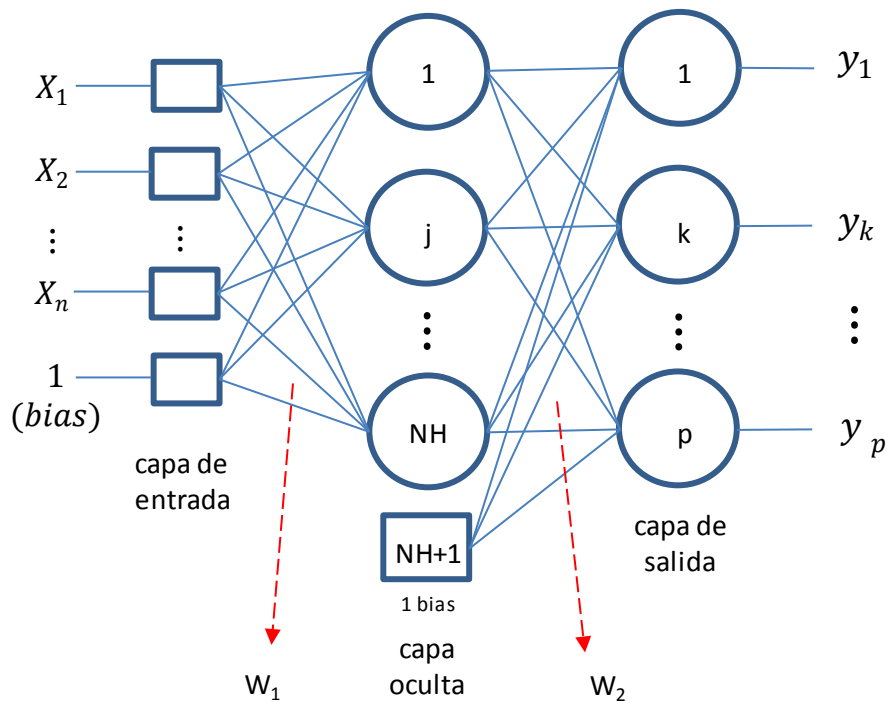 X₁
X₂
⋮ ⋮
Xₙ
1
(bias)
capa de
entrada
1
j
⋮
NH
NH+1
1 bias
capa
oculta
1
k
⋮
p
capa de
salida
y₁
yₖ
⋮
y ₚ
W₁
W₂